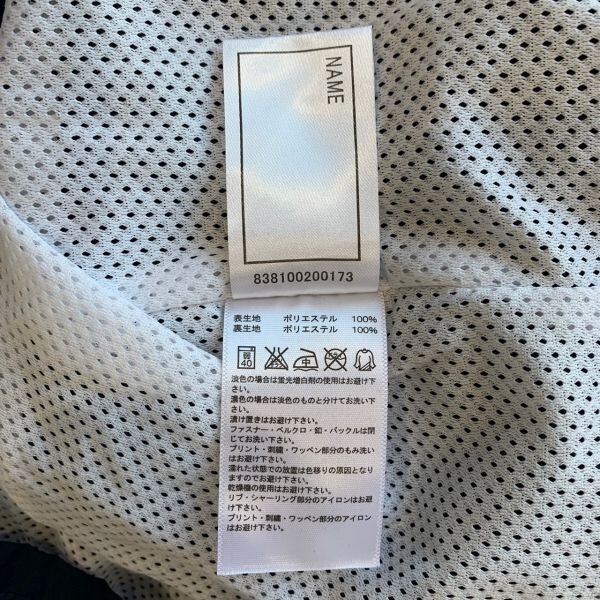 NAME
838100200173
表生地 ポリエステル 100%
裏生地 ポリエステル 100%
弱 40 中
淡色の場合は蛍光増白剤の使用はお避け下
さい。
濃色の場合は淡色のものと分けてお洗い下さい。
漬け置きはお避け下さい。
ファスナー・ベルクロ・釦・バックルは閉
じてお洗い下さい。
プリント・刺繍・ワッペン部分のもみ洗い
はお避け下さい。
濡れた状態での放置は色移りの原因となり
ますのでお避け下さい。
乾燥機の使用はお避け下さい。
リブ・シャーリング部分のアイロンはお避
け下さい。
プリント・刺繍・ワッペン部分のアイロン
はお避け下さい。